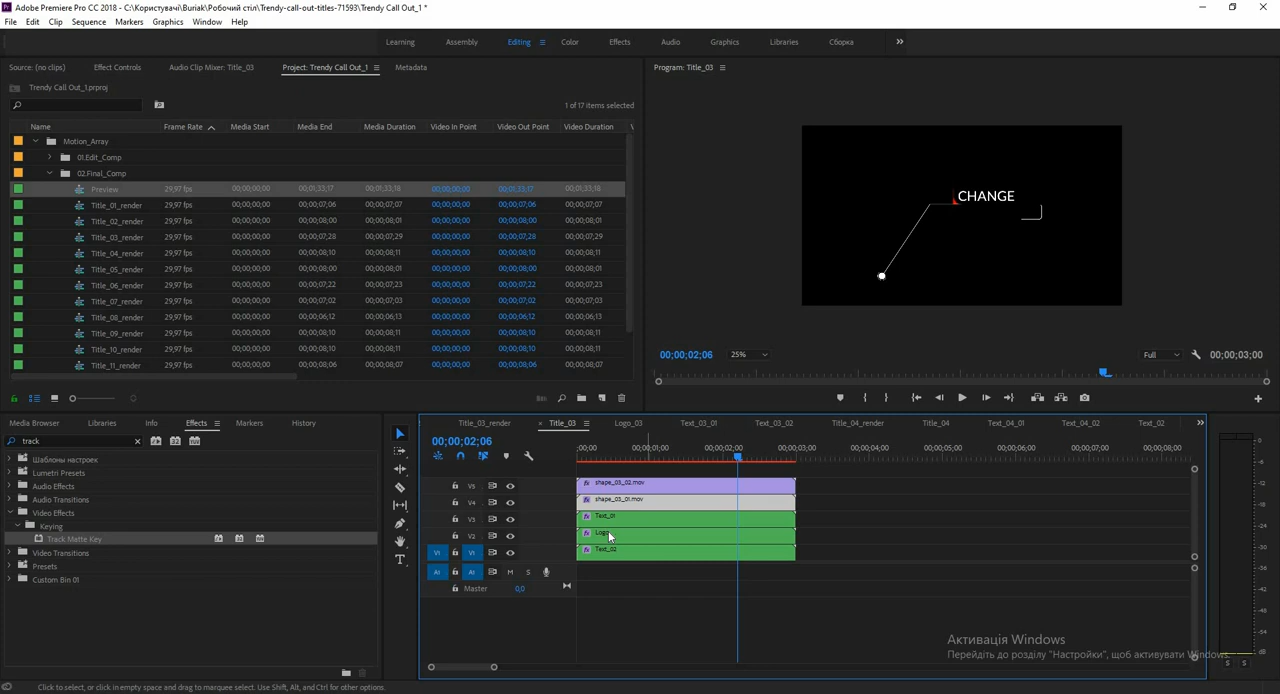 Adobe Premiere Pro CC 2018 - C:\Користувачі\Buriak\Робочий стіл\Trendy-call-out-titles-71593\Trendy Call Out_1 *
File Edit Clip Sequence Markers Graphics Window Help
Learning Assembly Editing Color Effects Audio Graphics Libraries Сборка
Source: (no clips) Effect Controls Audio Clip Mixer: Title_03 Project: Trendy Call Out_1 Metadata
Program: Title_03
Trendy Call Out_1.prproj
1 of 17 items selected
Name Frame Rate Media Start Media End Media Duration Video In Point Video Out Point Video Duration
Motion_Array
01.Edit_Comp
02.Final_Comp
Preview 29,97 fps 00;00;00;00 00;01;33;17 00;01;33;18 00;00;00;00 00;01;33;17 00;01;33;18
Title_01_render 29,97 fps 00;00;00;00 00;00;07;06 00;00;07;07 00;00;00;00 00;00;07;06 00;00;07;07
Title_02_render 29,97 fps 00;00;00;00 00;00;08;00 00;00;08;01 00;00;00;00 00;00;08;00 00;00;08;01
Title_03_render 29,97 fps 00;00;00;00 00;00;07;28 00;00;07;29 00;00;00;00 00;00;07;28 00;00;07;29
Title_04_render 29,97 fps 00;00;00;00 00;00;08;10 00;00;08;11 00;00;00;00 00;00;08;10 00;00;08;11
Title_05_render 29,97 fps 00;00;00;00 00;00;08;00 00;00;08;01 00;00;00;00 00;00;08;00 00;00;08;01
Title_06_render 29,97 fps 00;00;00;00 00;00;07;22 00;00;07;23 00;00;00;00 00;00;07;22 00;00;07;23
Title_07_render 29,97 fps 00;00;00;00 00;00;07;02 00;00;07;03 00;00;00;00 00;00;07;02 00;00;07;03
Title_08_render 29,97 fps 00;00;00;00 00;00;06;12 00;00;06;13 00;00;00;00 00;00;06;12 00;00;06;13
Title_09_render 29,97 fps 00;00;00;00 00;00;08;10 00;00;08;11 00;00;00;00 00;00;08;10 00;00;08;11
Title_10_render 29,97 fps 00;00;00;00 00;00;08;10 00;00;08;11 00;00;00;00 00;00;08;10 00;00;08;11
Title_11_render 29,97 fps 00;00;00;00 00;00;08;06 00;00;08;07 00;00;00;00 00;00;08;06 00;00;08;07
CHANGE
00;00;02;06 25% Full 00;00;03;00
Media Browser Libraries Info Effects Markers History
track
Шаблоны настроек
Lumetri Presets
Audio Effects
Audio Transitions
Video Effects
Keying
Track Matte Key
Video Transitions
Presets
Custom Bin 01
Title_03_render Title_03 Logo_03 Text_03_01 Text_03_02 Title_04_render Title_04 Text_04_01 Text_04_02 Text_02
00;00;02;06
:00;00 00;00;01;00 00;00;02;00 00;00;03;00 00;00;04;00 00;00;05;00 00;00;06;00 00;00;07;00 00;00;08;00
V5 shape_03_02.mov
V4 shape_03_01.mov
V3 Text_01
V2 Logo
V1 V1 Text_02
A1 A1 M S
Master 0,0
-6
-12
-18
-24
-30
-36
-42
-48
-54
dB
S S
Активація Windows
Перейдіть до розділу "Настройки", щоб активувати Windows.
Click to select, or click in empty space and drag to marquee select. Use Shift, Alt, and Ctrl for other options.